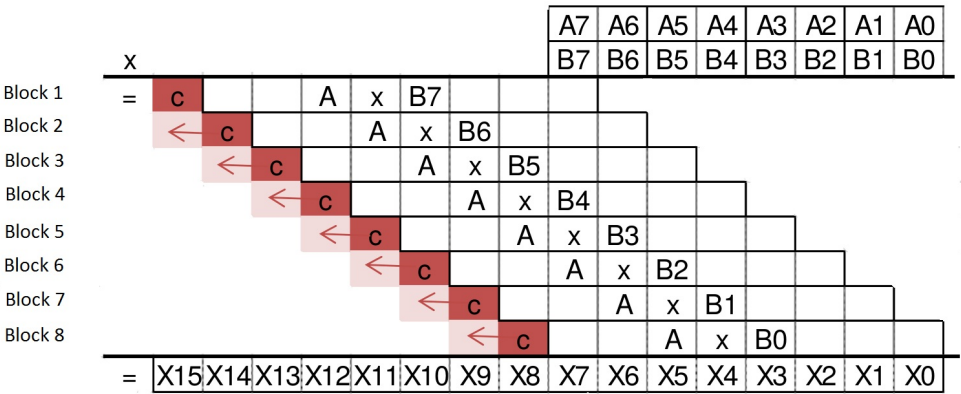 A7 A6 A5 A4 A3 A2 A1 A0
x B7 B6 B5 B4 B3 B2 B1 B0
Block 1 = c A x B7
Block 2 c A x B6
Block 3 c A x B5
Block 4 c A x B4
Block 5 c A x B3
Block 6 c A x B2
Block 7 c A x B1
Block 8 c A x B0
= X15 X14 X13 X12 X11 X10 X9 X8 X7 X6 X5 X4 X3 X2 X1 X0